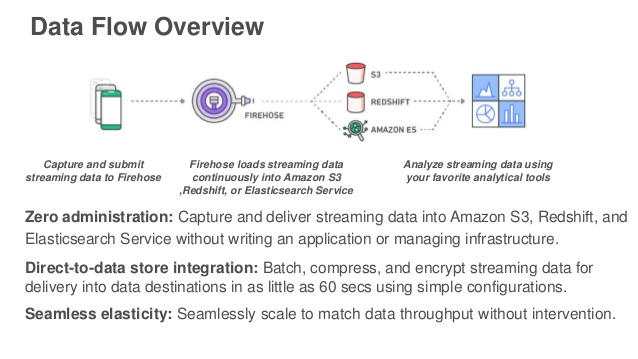 Data Flow Overview
S3
FIREHOSE
REDSHIFT
AMAZON ES
Capture and submit
streaming data to Firehose
Firehose loads streaming data
continuously into Amazon S3
,Redshift, or Elasticsearch Service
Analyze streaming data using
your favorite analytical tools
Zero administration: Capture and deliver streaming data into Amazon S3, Redshift, and
Elasticsearch Service without writing an application or managing infrastructure.
Direct-to-data store integration: Batch, compress, and encrypt streaming data for
delivery into data destinations in as little as 60 secs using simple configurations.
Seamless elasticity: Seamlessly scale to match data throughput without intervention.